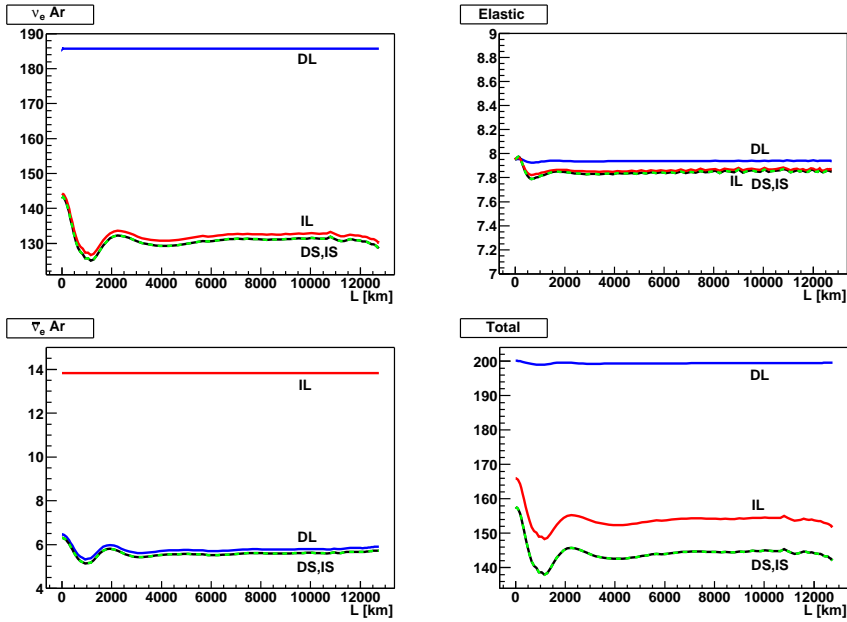 νe Ar
190
180
170
160
150
140
130
DL
IL
DS,IS
0 2000 4000 6000 8000 10000 12000
L [km]
Elastic
9
8.8
8.6
8.4
8.2
8
7.8
7.6
7.4
7.2
7
DL
IL DS,IS
0 2000 4000 6000 8000 10000 12000
L [km]
ν̅e Ar
14
12
10
8
6
4
IL
DL
DS,IS
0 2000 4000 6000 8000 10000 12000
L [km]
Total
200
190
180
170
160
150
140
DL
IL
DS,IS
0 2000 4000 6000 8000 10000 12000
L [km]